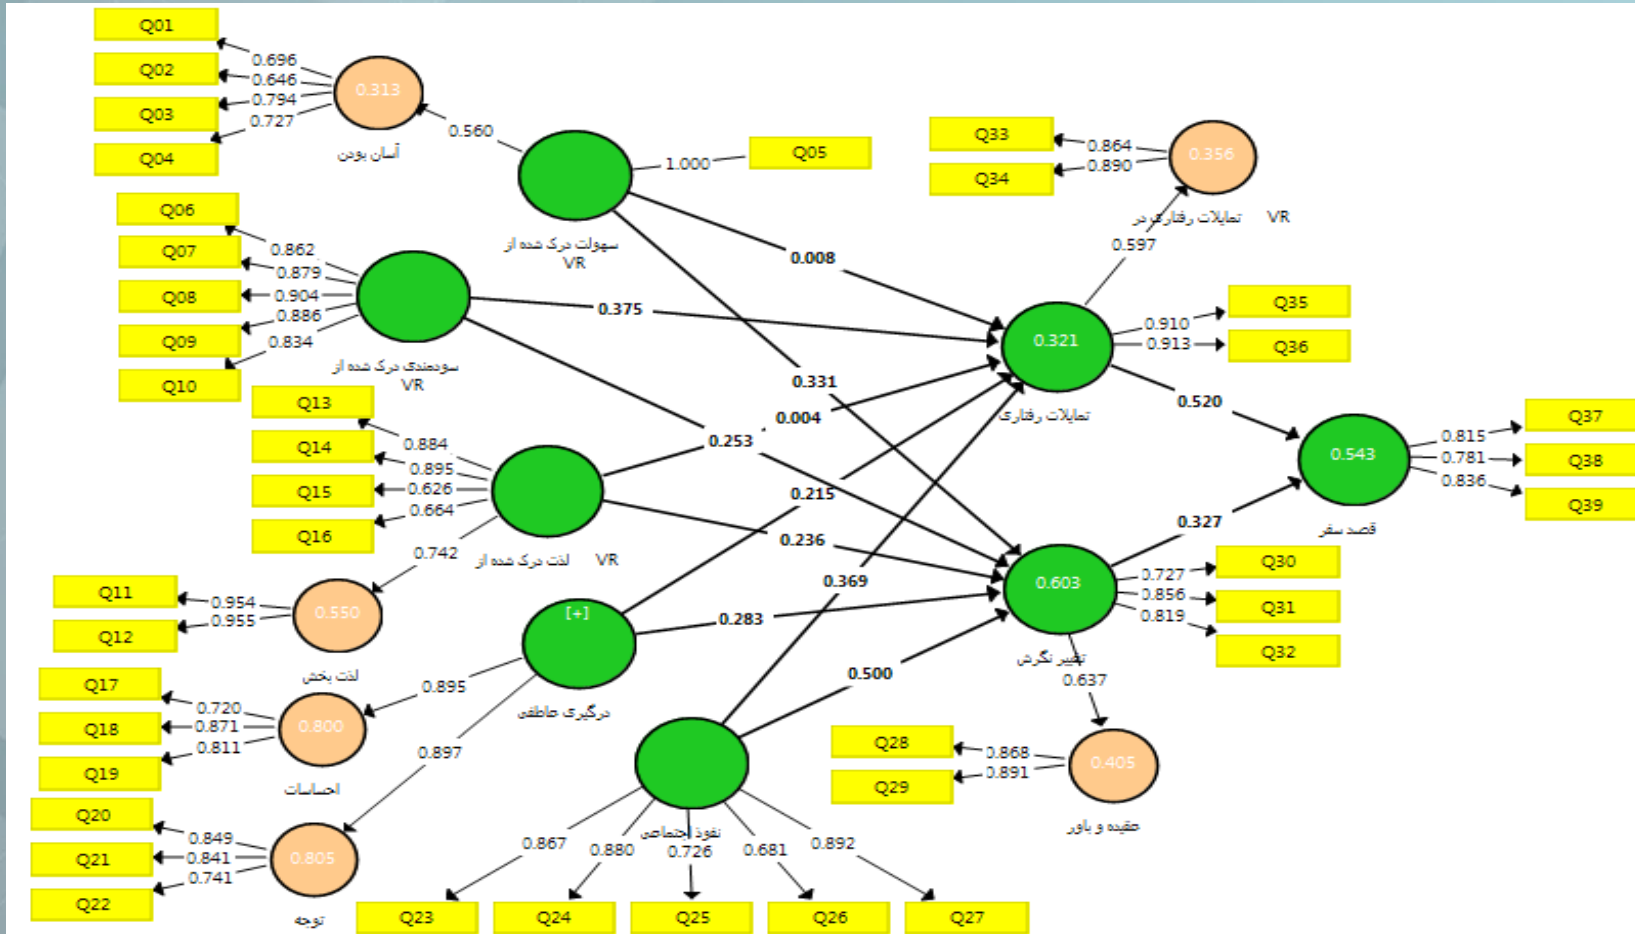 Q01
Q02
Q03
Q04
0.696
0.646
0.794
0.727
0.313
آسان بودن
0.560
1.000
Q05
سهولت درک شده از
VR
Q06
Q07
Q08
Q09
Q10
0.862
0.879
0.904
0.886
0.834
سودمندی درک شده از
VR
Q13
Q14
Q15
Q16
0.884
0.895
0.626
0.664
لذت درک شده از VR
0.742
Q11
Q12
0.954
0.955
0.550
لذت بخش
Q17
Q18
Q19
0.720
0.871
0.811
0.800
احساسات
0.895
[+]
درگیری عاطفی
0.897
Q20
Q21
Q22
0.849
0.841
0.741
0.805
توجه
نفوذ اجتماعی
0.867
0.880
0.726
0.681
0.892
Q23
Q24
Q25
Q26
Q27
0.008
0.375
0.331
0.004
0.253
0.215
0.236
0.369
0.283
0.500
Q33
Q34
0.864
0.890
0.356
تمایلات رفتاری در VR
0.597
0.321
تمایلات رفتاری
0.910
0.913
Q35
Q36
0.520
0.543
قصد سفر
0.815
0.781
0.836
Q37
Q38
Q39
0.327
0.603
تغییر نگرش
0.727
0.856
0.819
Q30
Q31
Q32
0.637
Q28
Q29
0.868
0.891
0.405
عقیده و باور